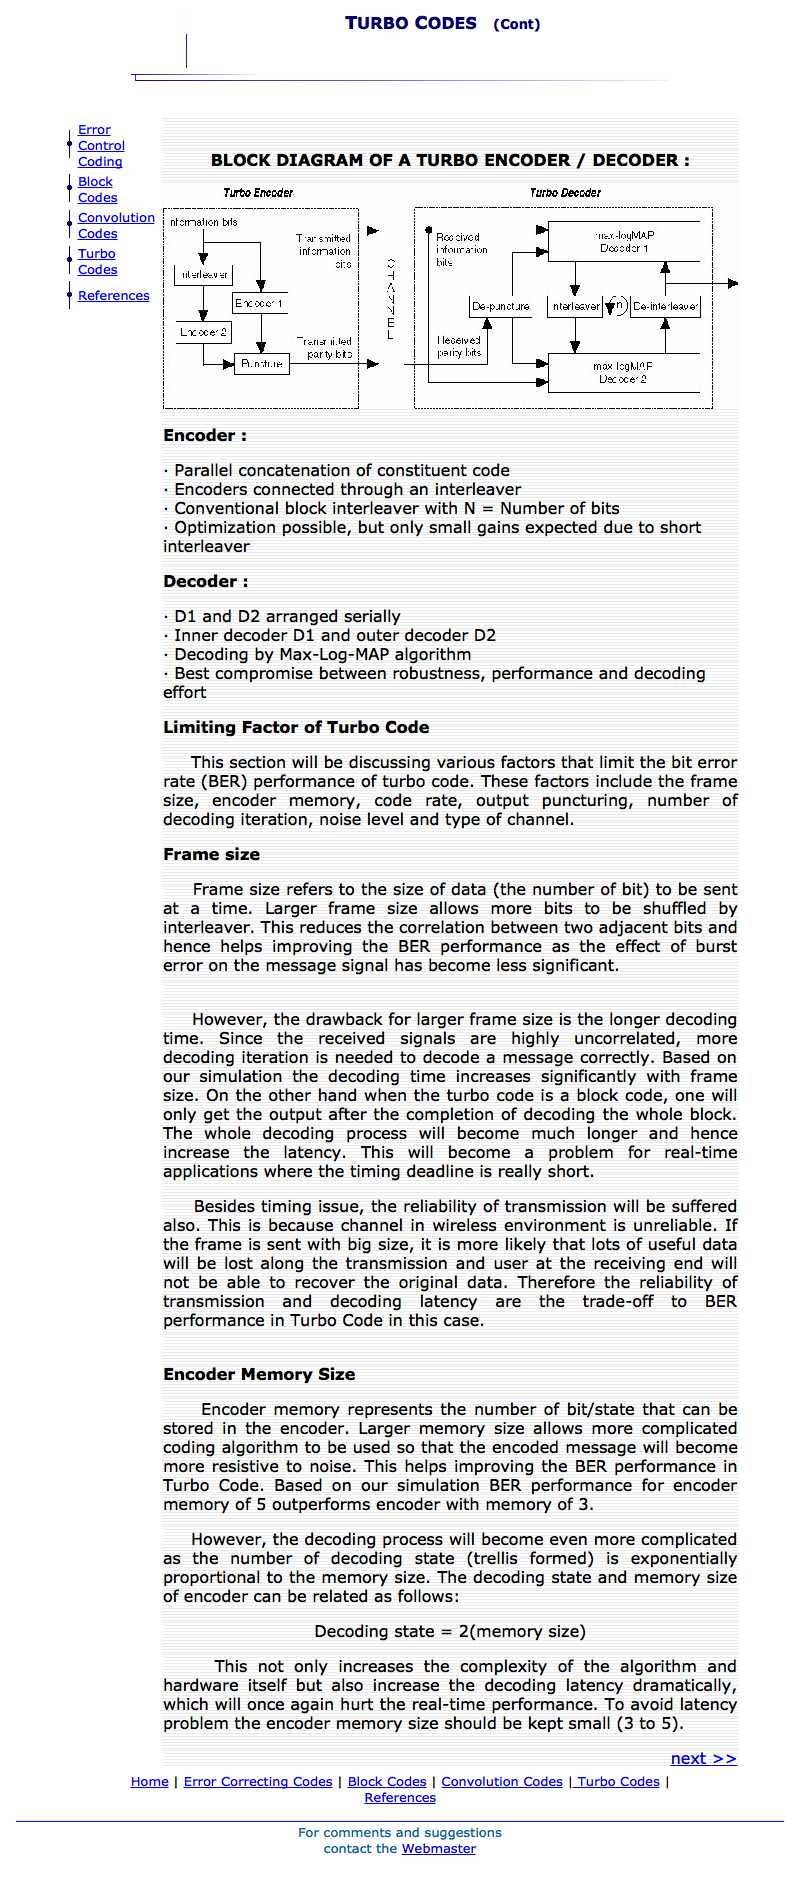 TURBO CODES (Cont)
Error
Control
Coding
Block
Codes
Convolution
Codes
Turbo
Codes
References
BLOCK DIAGRAM OF A TURBO ENCODER / DECODER :
Turbo Encoder
Turbo Decoder
Information bits
Transmitted
information
bits
Interleaver
Encoder 1
Encoder 2
Puncture
Transmitted
parity bits
CHANNEL
Received
information
bits
max-logMAP
Decoder 1
De-puncture
Interleaver
(n)
De-interleaver
Received
parity bits
max-logMAP
Decoder 2
Encoder :
· Parallel concatenation of constituent code
· Encoders connected through an interleaver
· Conventional block interleaver with N = Number of bits
· Optimization possible, but only small gains expected due to short
interleaver
Decoder :
· D1 and D2 arranged serially
· Inner decoder D1 and outer decoder D2
· Decoding by Max-Log-MAP algorithm
· Best compromise between robustness, performance and decoding
effort
Limiting Factor of Turbo Code
This section will be discussing various factors that limit the bit error
rate (BER) performance of turbo code. These factors include the frame
size, encoder memory, code rate, output puncturing, number of
decoding iteration, noise level and type of channel.
Frame size
Frame size refers to the size of data (the number of bit) to be sent
at a time. Larger frame size allows more bits to be shuffled by
interleaver. This reduces the correlation between two adjacent bits and
hence helps improving the BER performance as the effect of burst
error on the message signal has become less significant.
However, the drawback for larger frame size is the longer decoding
time. Since the received signals are highly uncorrelated, more
decoding iteration is needed to decode a message correctly. Based on
our simulation the decoding time increases significantly with frame
size. On the other hand when the turbo code is a block code, one will
only get the output after the completion of decoding the whole block.
The whole decoding process will become much longer and hence
increase the latency. This will become a problem for real-time
applications where the timing deadline is really short.
Besides timing issue, the reliability of transmission will be suffered
also. This is because channel in wireless environment is unreliable. If
the frame is sent with big size, it is more likely that lots of useful data
will be lost along the transmission and user at the receiving end will
not be able to recover the original data. Therefore the reliability of
transmission and decoding latency are the trade-off to BER
performance in Turbo Code in this case.
Encoder Memory Size
Encoder memory represents the number of bit/state that can be
stored in the encoder. Larger memory size allows more complicated
coding algorithm to be used so that the encoded message will become
more resistive to noise. This helps improving the BER performance in
Turbo Code. Based on our simulation BER performance for encoder
memory of 5 outperforms encoder with memory of 3.
However, the decoding process will become even more complicated
as the number of decoding state (trellis formed) is exponentially
proportional to the memory size. The decoding state and memory size
of encoder can be related as follows:
Decoding state = 2(memory size)
This not only increases the complexity of the algorithm and
hardware itself but also increase the decoding latency dramatically,
which will once again hurt the real-time performance. To avoid latency
problem the encoder memory size should be kept small (3 to 5).
next >>
Home | Error Correcting Codes | Block Codes | Convolution Codes | Turbo Codes |
References
For comments and suggestions
contact the Webmaster